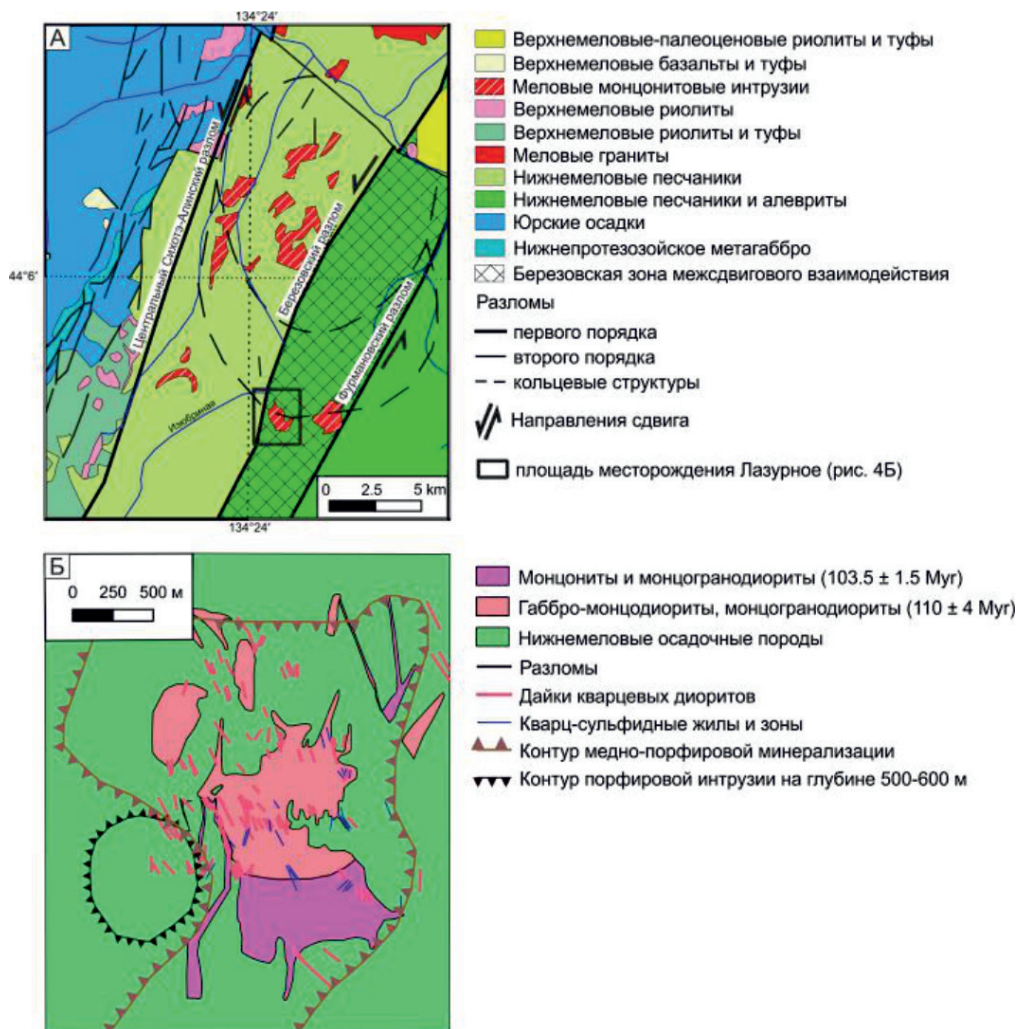 134°24'
А
44°6'
Центральный Сихотэ-Алинский разлом
Березовский разлом
Фурмановский разлом
Изюбриная
0 2.5 5 km
134°24'
Верхнемеловые-палеоценовые риолиты и туфы
Верхнемеловые базальты и туфы
Меловые монцонитовые интрузии
Верхнемеловые риолиты
Верхнемеловые риолиты и туфы
Меловые граниты
Нижнемеловые песчаники
Нижнемеловые песчаники и алевриты
Юрские осадки
Нижнепротезозойское метагаббро
Березовская зона межсдвигового взаимодействия
Разломы
первого порядка
второго порядка
кольцевые структуры
Направления сдвига
площадь месторождения Лазурное (рис. 4Б)
Б
0 250 500 м
Монцониты и монцогранодиориты (103.5 ± 1.5 Myr)
Габбро-монцодиориты, монцогранодиориты (110 ± 4 Myr)
Нижнемеловые осадочные породы
Разломы
Дайки кварцевых диоритов
Кварц-сульфидные жилы и зоны
Контур медно-порфировой минерализации
Контур порфировой интрузии на глубине 500-600 м